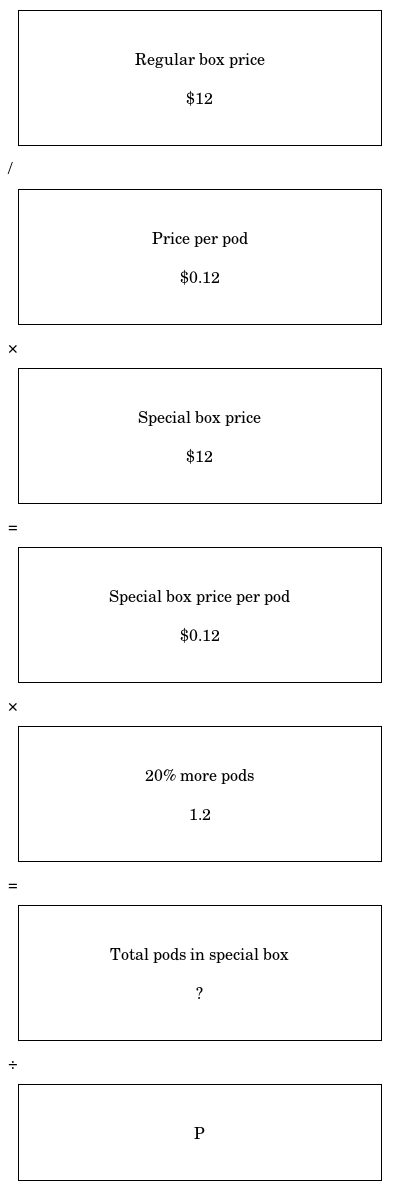 Regular box price
$12
/
Price per pod
$0.12
×
Special box price
$12
=
Special box price per pod
$0.12
×
20% more pods
1.2
=
Total pods in special box
?
÷
P